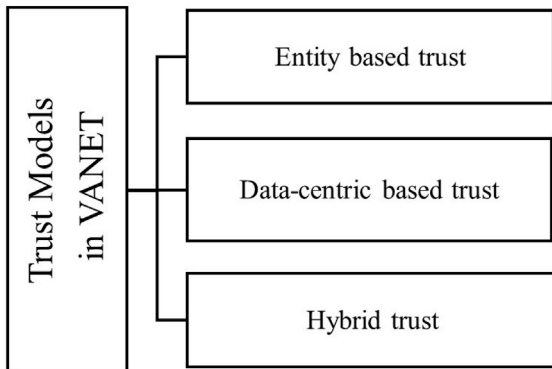 Trust Models
in VANET
Entity based trust
Data-centric based trust
Hybrid trust